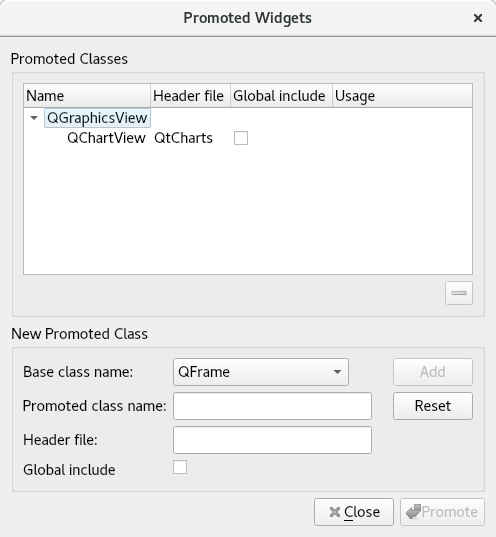 Promoted Widgets
Promoted Classes
Name Header file Global include Usage
QGraphicsView
QChartView QtCharts
New Promoted Class
Base class name: QFrame Add
Promoted class name: Reset
Header file:
Global include
Close Promote